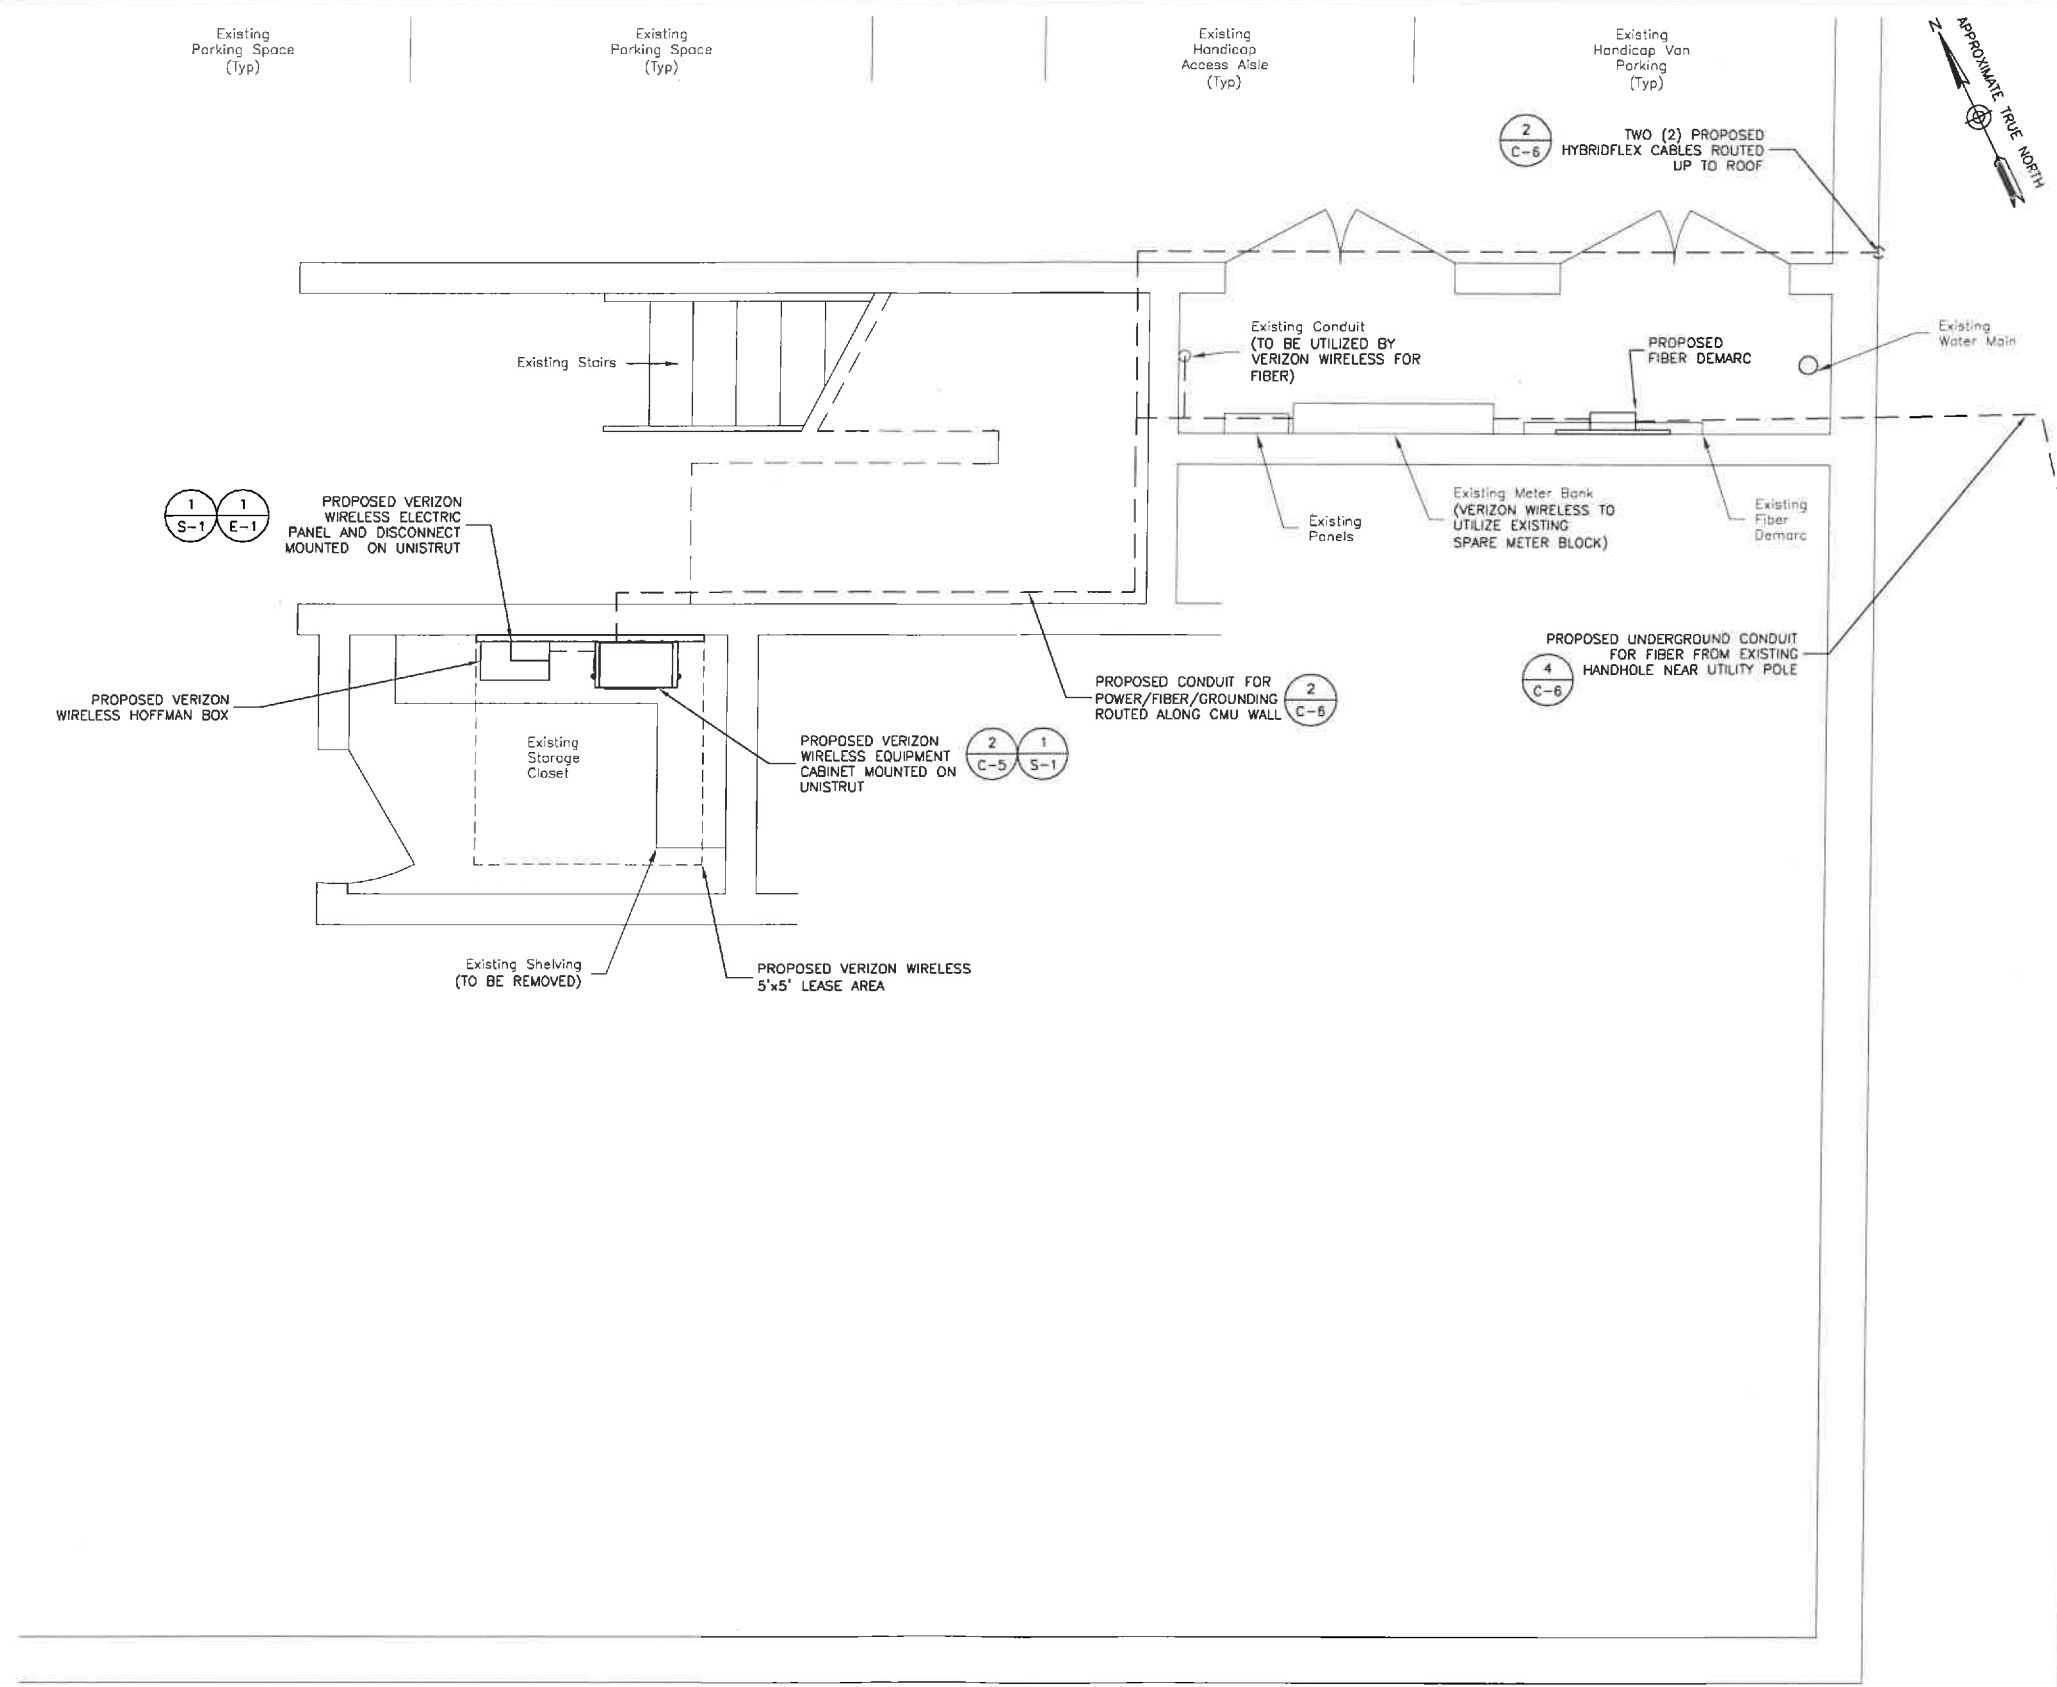 Existing
Parking Space
(Typ)
Existing
Parking Space
(Typ)
Existing
Handicap
Access Aisle
(Typ)
Existing
Handicap Van
Parking
(Typ)
N
APPROXIMATE TRUE NORTH
2
C-6
TWO (2) PROPOSED
HYBRIDFLEX CABLES ROUTED
UP TO ROOF
Existing Stairs
Existing Conduit
(TO BE UTILIZED BY
VERIZON WIRELESS FOR
FIBER)
PROPOSED
FIBER DEMARC
Existing
Water Main
1
S-1
1
E-1
PROPOSED VERIZON
WIRELESS ELECTRIC
PANEL AND DISCONNECT
MOUNTED ON UNISTRUT
Existing
Panels
Existing Meter Bank
(VERIZON WIRELESS TO
UTILIZE EXISTING
SPARE METER BLOCK)
Existing
Fiber
Demarc
PROPOSED UNDERGROUND CONDUIT
FOR FIBER FROM EXISTING
HANDHOLE NEAR UTILITY POLE
4
C-6
PROPOSED VERIZON
WIRELESS HOFFMAN BOX
PROPOSED CONDUIT FOR
POWER/FIBER/GROUNDING
ROUTED ALONG CMU WALL
2
C-6
Existing
Storage
Closet
PROPOSED VERIZON
WIRELESS EQUIPMENT
CABINET MOUNTED ON
UNISTRUT
2
C-5
1
S-1
Existing Shelving
(TO BE REMOVED)
PROPOSED VERIZON WIRELESS
5'x5' LEASE AREA